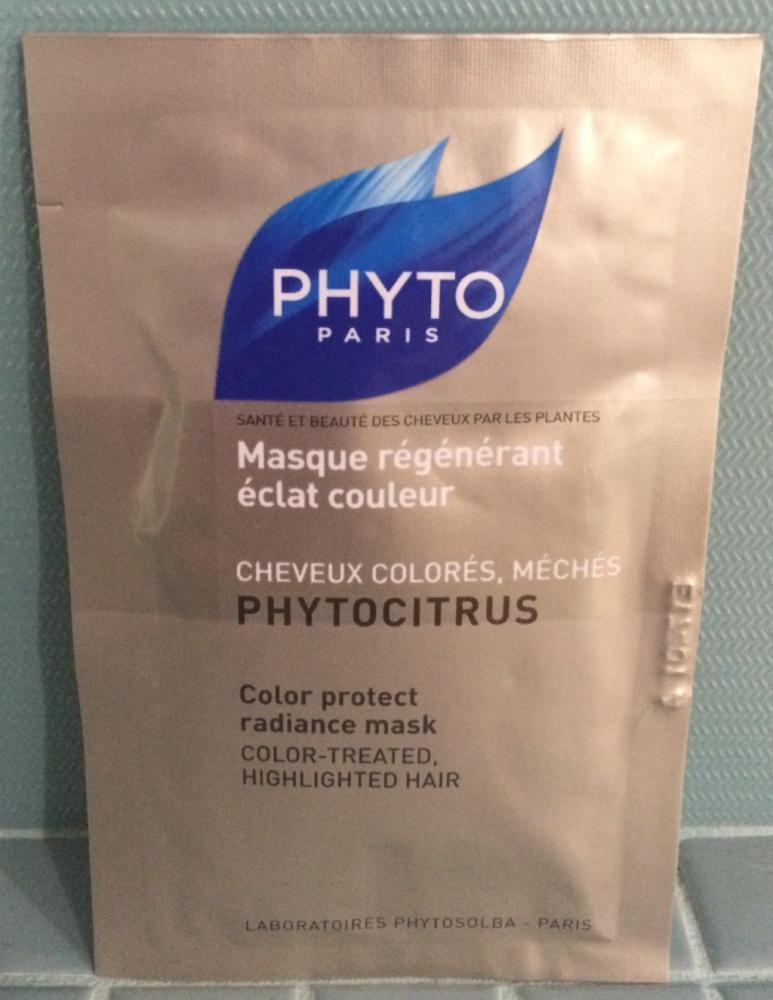 PHYTO
PARIS
SANTÉ ET BEAUTÉ DES CHEVEUX PAR LES PLANTES
Masque régénérant
éclat couleur
CHEVEUX COLORÉS, MÉCHÉS
PHYTOCITRUS
Color protect
radiance mask
COLOR-TREATED,
HIGHLIGHTED HAIR
LABORATOIRES PHYTOSOLBA - PARIS